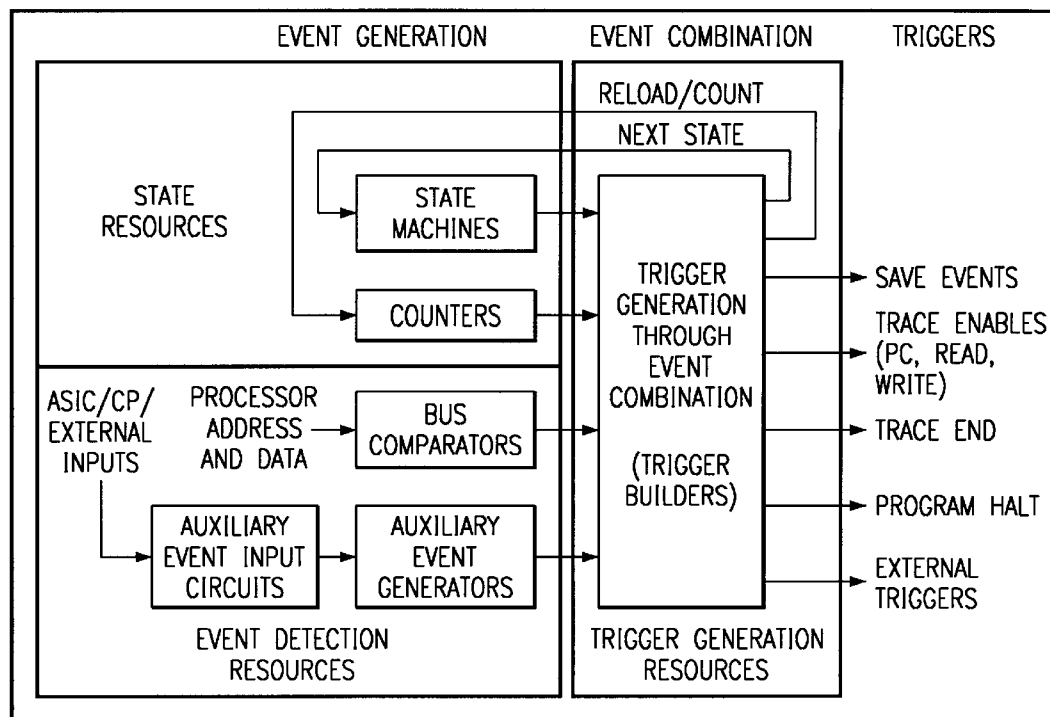 EVENT GENERATION
EVENT COMBINATION
TRIGGERS
RELOAD/COUNT
NEXT STATE
STATE
RESOURCES
STATE
MACHINES
COUNTERS
TRIGGER
GENERATION
THROUGH
EVENT
COMBINATION
(TRIGGER
BUILDERS)
SAVE EVENTS
TRACE ENABLES
(PC, READ,
WRITE)
TRACE END
PROGRAM HALT
EXTERNAL
TRIGGERS
ASIC/CP/
EXTERNAL
INPUTS
PROCESSOR
ADDRESS
AND DATA
BUS
COMPARATORS
AUXILIARY
EVENT INPUT
CIRCUITS
AUXILIARY
EVENT
GENERATORS
EVENT DETECTION
RESOURCES
TRIGGER GENERATION
RESOURCES